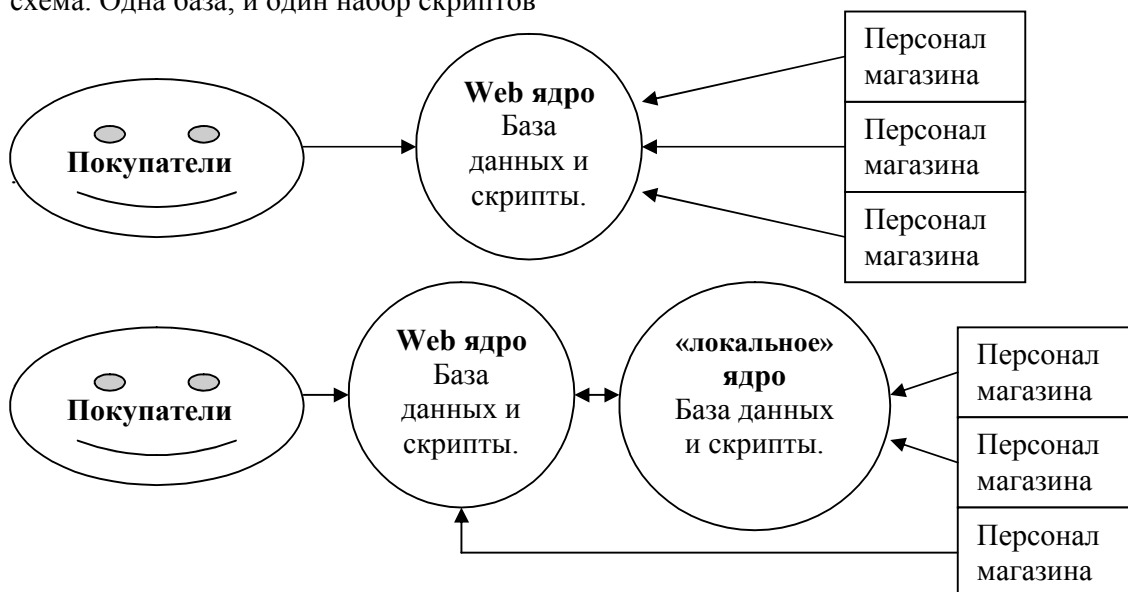 схема. Одна база, и один набор скриптов
Покупатели
Web ядро
База
данных и
скрипты.
Персонал
магазина
Персонал
магазина
Персонал
магазина
Покупатели
Web ядро
База
данных и
скрипты.
«локальное»
ядро
База данных
и скрипты.
Персонал
магазина
Персонал
магазина
Персонал
магазина